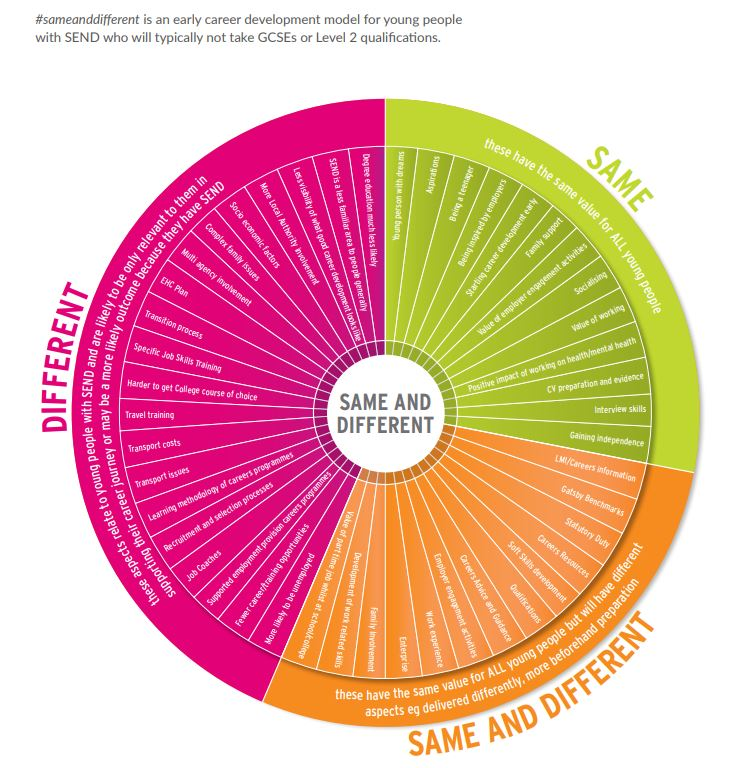 #sameanddifferent is an early career development model for young people
with SEND who will typically not take GCSEs or Level 2 qualifications.
SAME
these have the same value for ALL young people
Young person with dreams
Aspirations
Being a teenager
Being inspired by employers
Starting career development early
Family support
Value of employer engagement activities
Socialising
Value of working
Positive impact of working on health/mental health
CV preparation and evidence
Interview skills
Gaining independence
LMI/Careers information
Gatsby Benchmarks
Statutory Duty
Careers Resources
Soft Skills development
Qualifications
Careers Advice and Guidance
Employer engagement activities
Work experience
Enterprise
Family Involvement
Development of work related skills
Value of part time job whilst at school/college
these have the same value for ALL young people but will have different
aspects eg delivered differently, more beforehand preparation
SAME AND DIFFERENT
More likely to be unemployed
Fewer career/training opportunities
Supported employment provision careers programmes
Job Coaches
Recruitment and selection processes
Learning methodology of careers programmes
Transport issues
Transport costs
Travel training
Harder to get College course of choice
Specific Job Skills Training
Transition process
EHC Plan
Multi agency involvement
Complex family issues
Socio economic factors
More Local Authority involvement
Less visability of what good career development looks like
SEND is a less familiar area to people generally
Degree education much less likely
DIFFERENT
these aspects relate to young people with SEND and are likely to be only relevant to them in
supporting their career journey or may be a more likely outcome because they have SEND
SAME AND
DIFFERENT